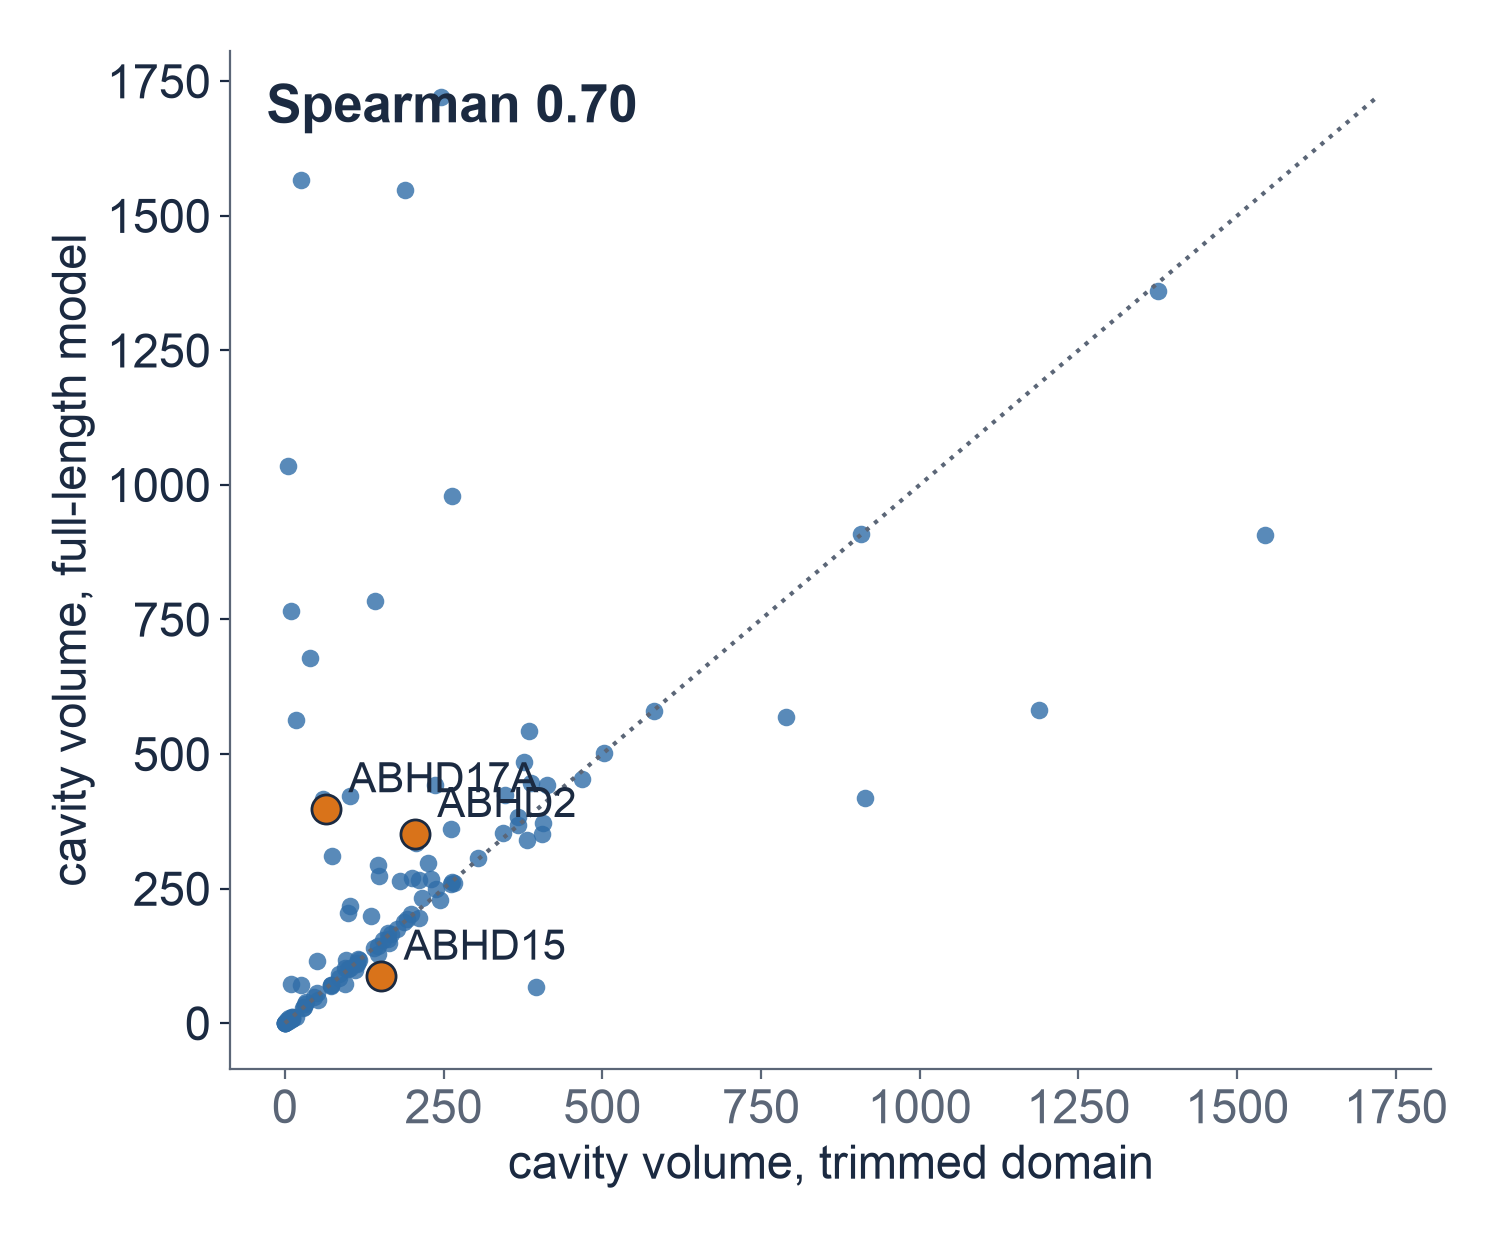 Spearman 0.70
1750
1500
1250
1000
750
500
250
0
cavity volume, full-length model
ABHD17A
ABHD2
ABHD15
0 250 500 750 1000 1250 1500 1750
cavity volume, trimmed domain